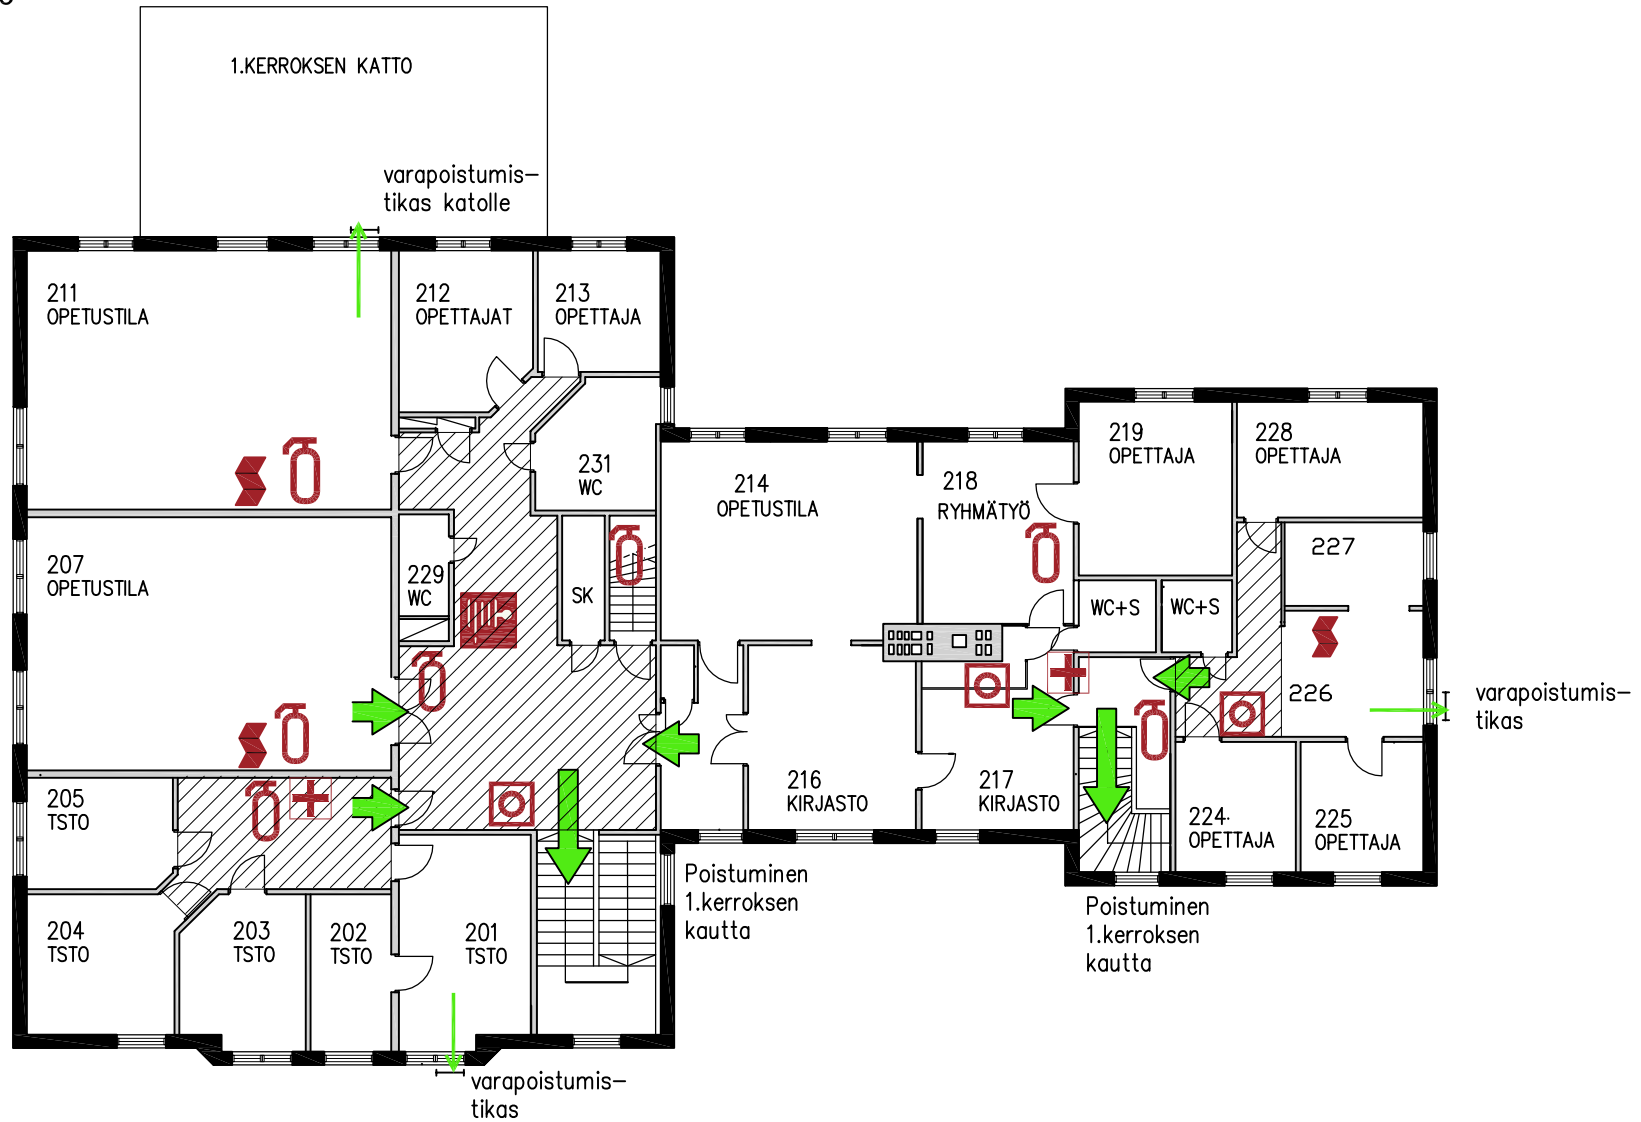 1.KERROKSEN KATTO
varapoistumis-
tikas katolle
211
OPETUSTILA
212
OPETTAJAT
213
OPETTAJA
231
WC
207
OPETUSTILA
229
WC
SK
214
OPETUSTILA
218
RYHMÄTYÖ
219
OPETTAJA
228
OPETTAJA
227
WC+S
WC+S
226
varapoistumis-
tikas
205
TSTO
216
KIRJASTO
217
KIRJASTO
224
OPETTAJA
225
OPETTAJA
204
TSTO
203
TSTO
202
TSTO
201
TSTO
Poistuminen
1.kerroksen
kautta
Poistuminen
1.kerroksen
kautta
varapoistumis-
tikas